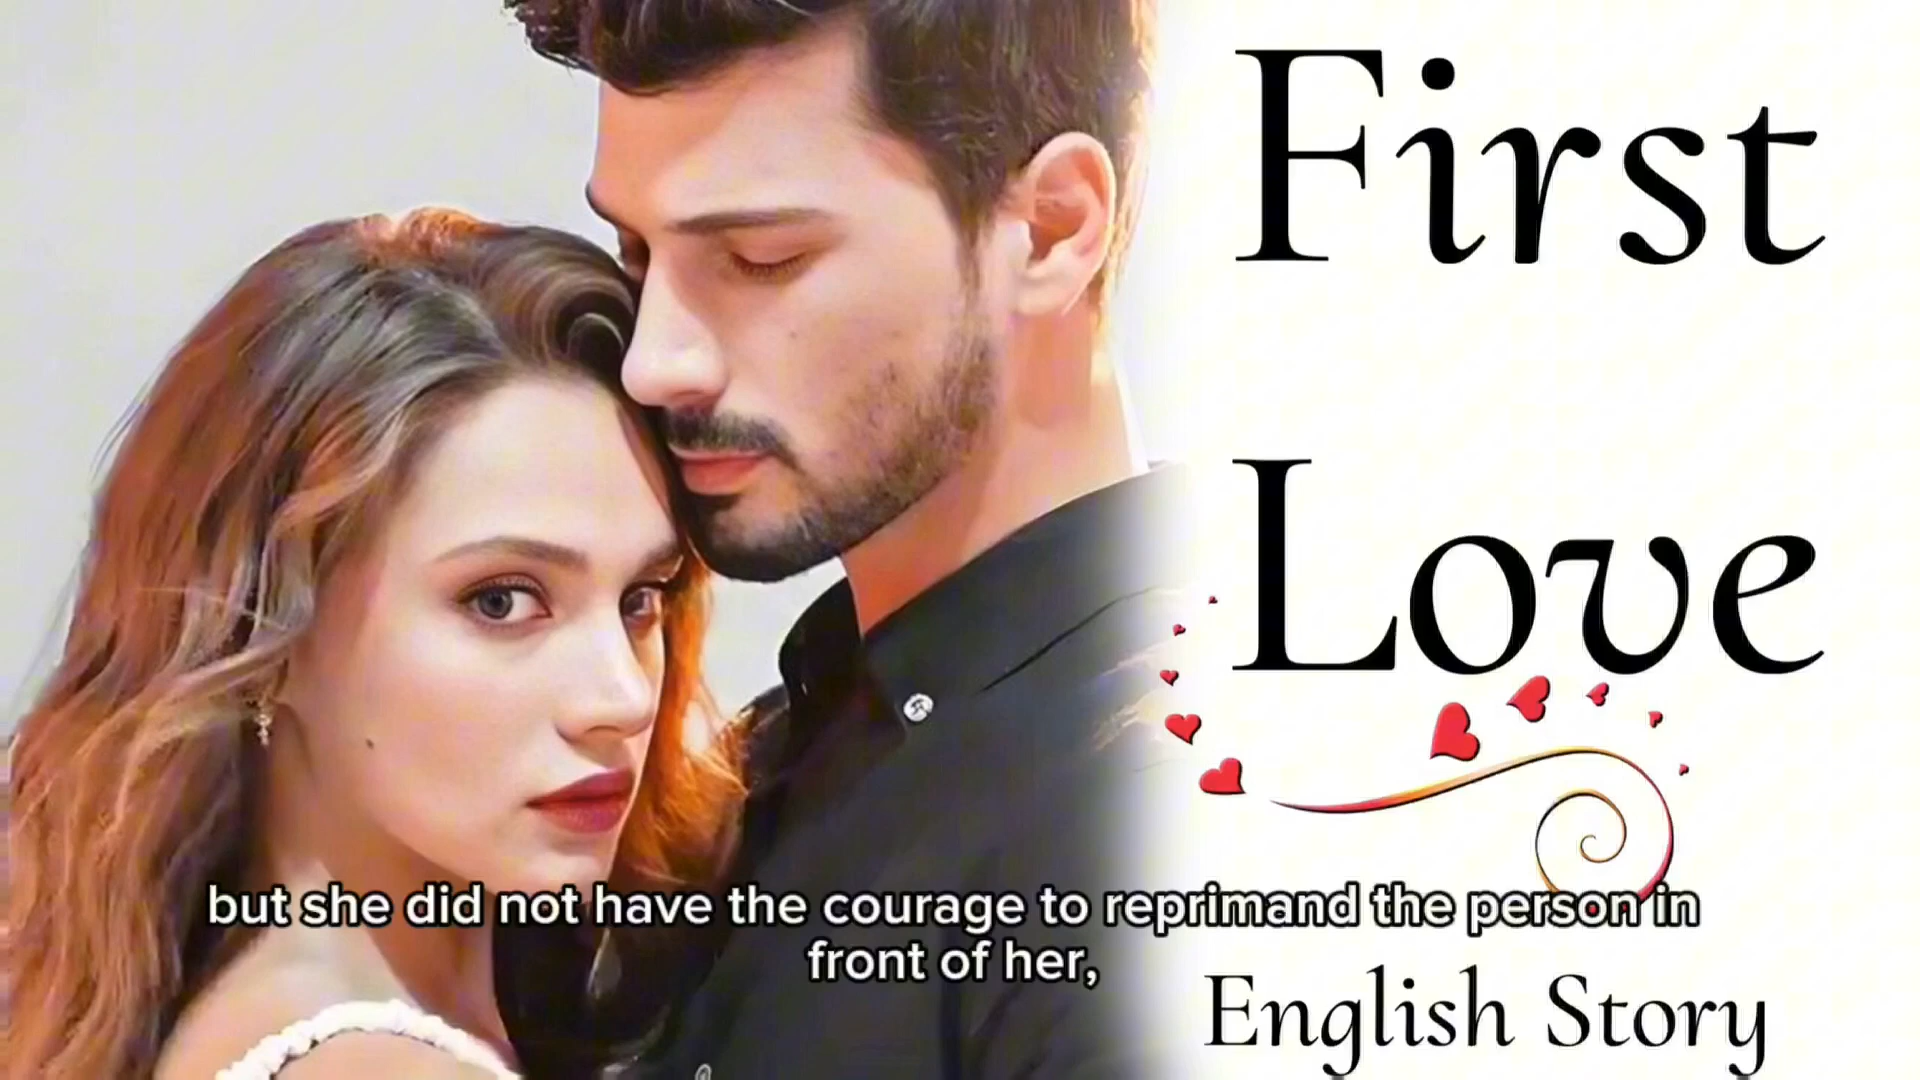 First
Love
but she did not have the courage to reprimand the person in
front of her,
English Story